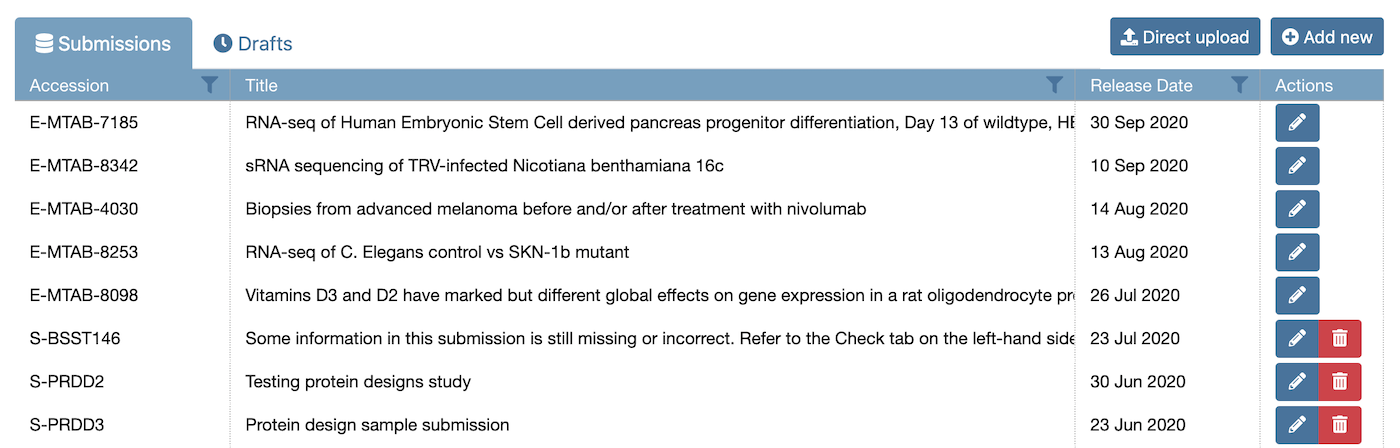 Submissions Drafts Direct upload Add new
Accession Title Release Date Actions
E-MTAB-7185 RNA-seq of Human Embryonic Stem Cell derived pancreas progenitor differentiation, Day 13 of wildtype, 30 Sep 2020
E-MTAB-8342 sRNA sequencing of TRV-infected Nicotiana benthamiana 16c 10 Sep 2020
E-MTAB-4030 Biopsies from advanced melanoma before and/or after treatment with nivolumab 14 Aug 2020
E-MTAB-8253 RNA-seq of C. Elegans control vs SKN-1b mutant 13 Aug 2020
E-MTAB-8098 Vitamins D3 and D2 have marked but different global effects on gene expression in a rat oligodendrocyte 26 Jul 2020
S-BSST146 Some information in this submission is still missing or incorrect. Refer to the Check tab on the left-hand side 23 Jul 2020
S-PRDD2 Testing protein designs study 30 Jun 2020
S-PRDD3 Protein design sample submission 23 Jun 2020